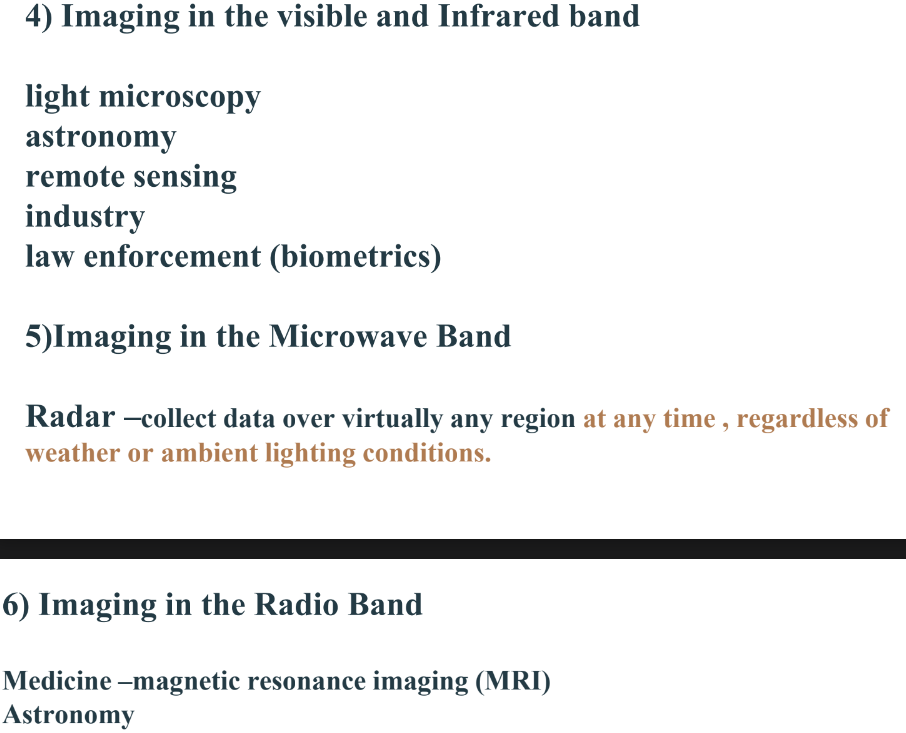 4) Imaging in the visible and Infrared band
light microscopy
astronomy
remote sensing
industry
law enforcement (biometrics)
5)Imaging in the Microwave Band
Radar –collect data over virtually any region at any time , regardless of
weather or ambient lighting conditions.
6) Imaging in the Radio Band
Medicine –magnetic resonance imaging (MRI)
Astronomy